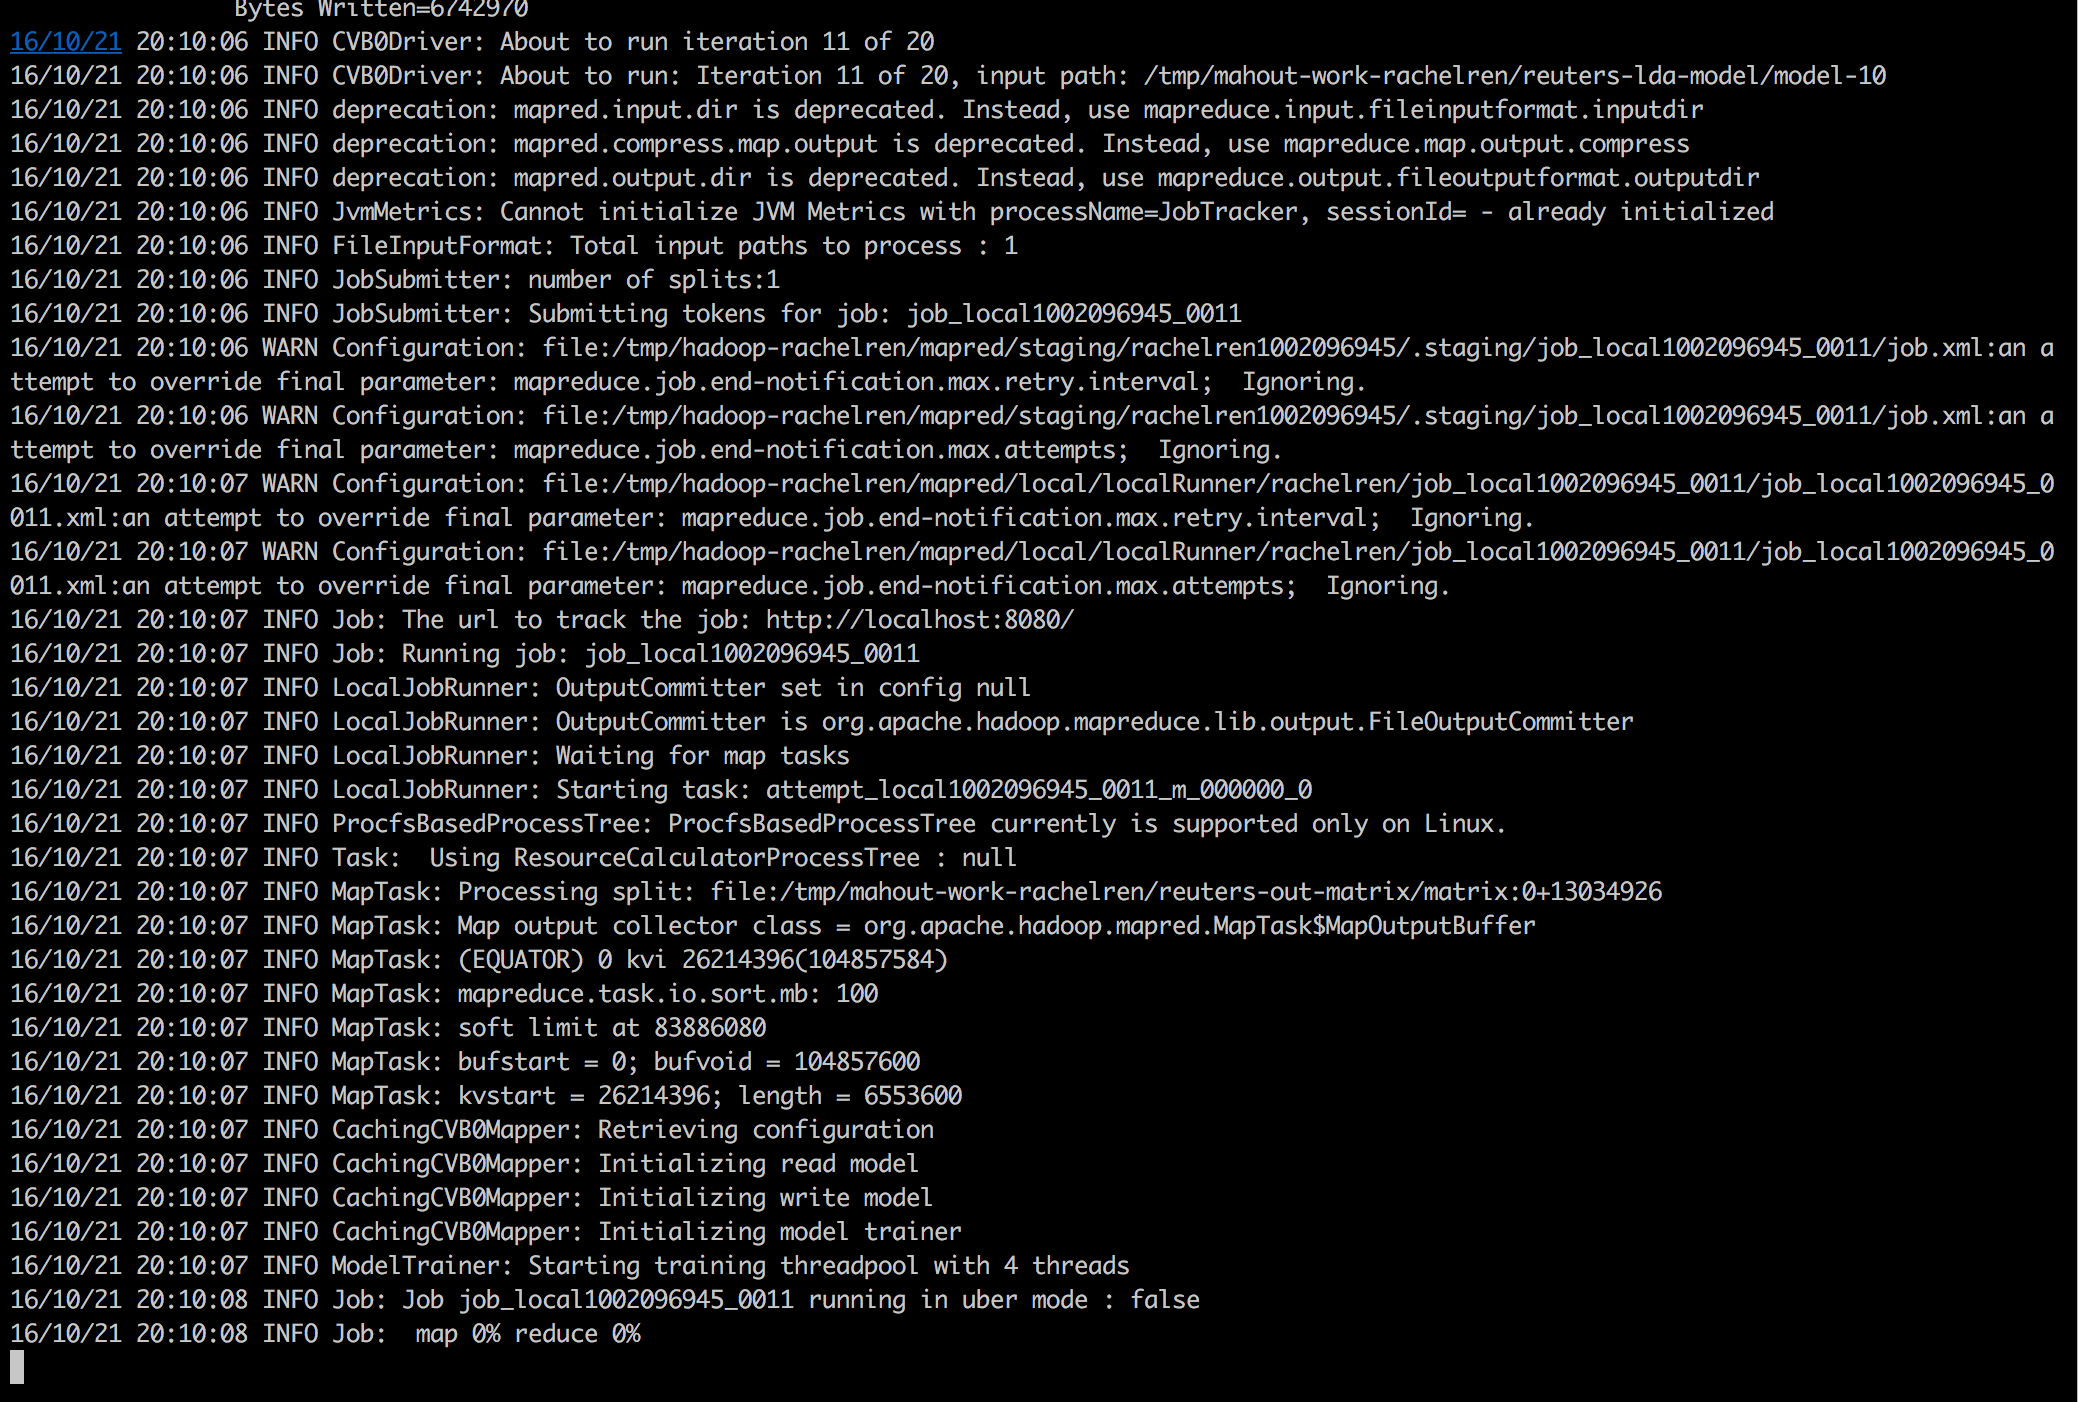 Bytes Written=6742970
16/10/21 20:10:06 INFO CVB0Driver: About to run iteration 11 of 20
16/10/21 20:10:06 INFO CVB0Driver: About to run: Iteration 11 of 20, input path: /tmp/mahout-work-rachelren/reuters-lda-model/model-10
16/10/21 20:10:06 INFO deprecation: mapred.input.dir is deprecated. Instead, use mapreduce.input.fileinputformat.inputdir
16/10/21 20:10:06 INFO deprecation: mapred.compress.map.output is deprecated. Instead, use mapreduce.map.output.compress
16/10/21 20:10:06 INFO deprecation: mapred.output.dir is deprecated. Instead, use mapreduce.output.fileoutputformat.outputdir
16/10/21 20:10:06 INFO JvmMetrics: Cannot initialize JVM Metrics with processName=JobTracker, sessionId= - already initialized
16/10/21 20:10:06 INFO FileInputFormat: Total input paths to process : 1
16/10/21 20:10:06 INFO JobSubmitter: number of splits:1
16/10/21 20:10:06 INFO JobSubmitter: Submitting tokens for job: job_local1002096945_0011
16/10/21 20:10:06 WARN Configuration: file:/tmp/hadoop-rachelren/mapred/staging/rachelren1002096945/.staging/job_local1002096945_0011/job.xml:an a
ttempt to override final parameter: mapreduce.job.end-notification.max.retry.interval;  Ignoring.
16/10/21 20:10:06 WARN Configuration: file:/tmp/hadoop-rachelren/mapred/staging/rachelren1002096945/.staging/job_local1002096945_0011/job.xml:an a
ttempt to override final parameter: mapreduce.job.end-notification.max.attempts;  Ignoring.
16/10/21 20:10:07 WARN Configuration: file:/tmp/hadoop-rachelren/mapred/local/localRunner/rachelren/job_local1002096945_0011/job_local1002096945_0
011.xml:an attempt to override final parameter: mapreduce.job.end-notification.max.retry.interval;  Ignoring.
16/10/21 20:10:07 WARN Configuration: file:/tmp/hadoop-rachelren/mapred/local/localRunner/rachelren/job_local1002096945_0011/job_local1002096945_0
011.xml:an attempt to override final parameter: mapreduce.job.end-notification.max.attempts;  Ignoring.
16/10/21 20:10:07 INFO Job: The url to track the job: http://localhost:8080/
16/10/21 20:10:07 INFO Job: Running job: job_local1002096945_0011
16/10/21 20:10:07 INFO LocalJobRunner: OutputCommitter set in config null
16/10/21 20:10:07 INFO LocalJobRunner: OutputCommitter is org.apache.hadoop.mapreduce.lib.output.FileOutputCommitter
16/10/21 20:10:07 INFO LocalJobRunner: Waiting for map tasks
16/10/21 20:10:07 INFO LocalJobRunner: Starting task: attempt_local1002096945_0011_m_000000_0
16/10/21 20:10:07 INFO ProcfsBasedProcessTree: ProcfsBasedProcessTree currently is supported only on Linux.
16/10/21 20:10:07 INFO Task:  Using ResourceCalculatorProcessTree : null
16/10/21 20:10:07 INFO MapTask: Processing split: file:/tmp/mahout-work-rachelren/reuters-out-matrix/matrix:0+13034926
16/10/21 20:10:07 INFO MapTask: Map output collector class = org.apache.hadoop.mapred.MapTask$MapOutputBuffer
16/10/21 20:10:07 INFO MapTask: (EQUATOR) 0 kvi 26214396(104857584)
16/10/21 20:10:07 INFO MapTask: mapreduce.task.io.sort.mb: 100
16/10/21 20:10:07 INFO MapTask: soft limit at 83886080
16/10/21 20:10:07 INFO MapTask: bufstart = 0; bufvoid = 104857600
16/10/21 20:10:07 INFO MapTask: kvstart = 26214396; length = 6553600
16/10/21 20:10:07 INFO CachingCVB0Mapper: Retrieving configuration
16/10/21 20:10:07 INFO CachingCVB0Mapper: Initializing read model
16/10/21 20:10:07 INFO CachingCVB0Mapper: Initializing write model
16/10/21 20:10:07 INFO CachingCVB0Mapper: Initializing model trainer
16/10/21 20:10:07 INFO ModelTrainer: Starting training threadpool with 4 threads
16/10/21 20:10:08 INFO Job: Job job_local1002096945_0011 running in uber mode : false
16/10/21 20:10:08 INFO Job:  map 0% reduce 0%